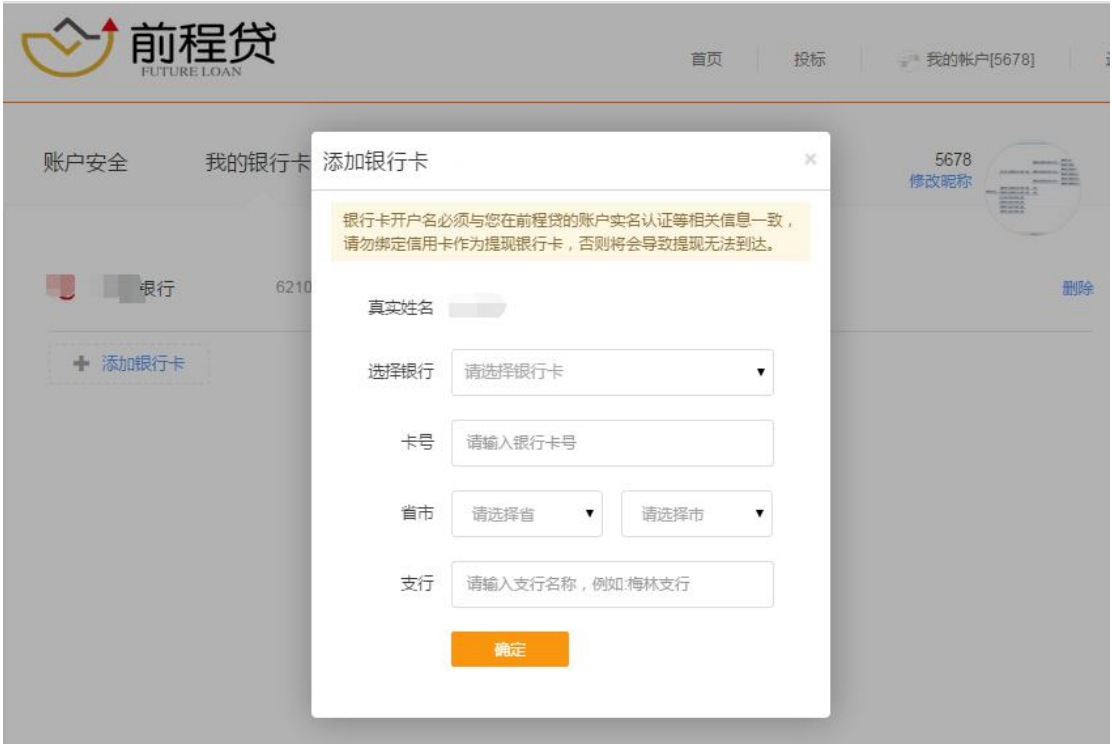 前程贷
FUTURE LOAN
首页
投标
我的帐户[5678]
账户安全
我的银行卡
5678
修改昵称
银行
6210
删除
添加银行卡
添加银行卡
×
银行卡开户名必须与您在前程贷的账户实名认证等相关信息一致，
请勿绑定信用卡作为提现银行卡，否则将会导致提现无法到达。
真实姓名
选择银行 请选择银行卡
卡号 请输入银行卡号
省市 请选择省 请选择市
支行 请输入支行名称，例如:梅林支行
确定